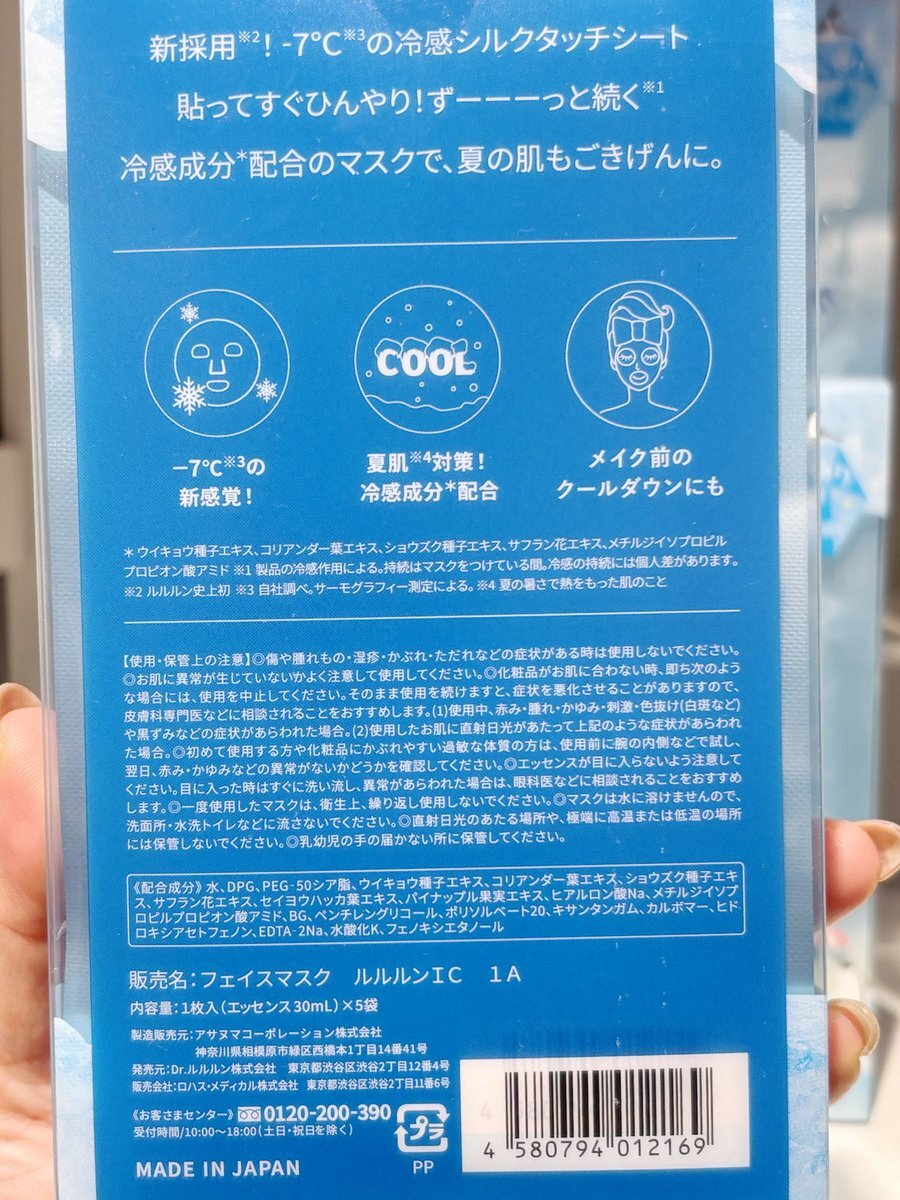 新採用※2！-7℃※3の冷感シルクタッチシート
貼ってすぐひんやり！ずーーーっと続く※1
冷感成分*配合のマスクで、夏の肌もごきげんに。
COOL
-7℃※3の
新感覚！
夏肌※4対策！
冷感成分*配合
メイク前の
クールダウンにも
* ウイキョウ種子エキス、コリアンダー葉エキス、ショウズク種子エキス、サフラン花エキス、メチルジイソプロピル
プロピオン酸アミド ※1 製品の冷感作用による。持続はマスクをつけている間。冷感の持続には個人差があります。
※2 ルルルン史上初 ※3 自社調べ。サーモグラフィー測定による。 ※4 夏の暑さで熱をもった肌のこと
【使用・保管上の注意】◎傷や腫れもの・湿疹・かぶれ・ただれなどの症状がある時は使用しないでください。
◎お肌に異常が生じていないかよく注意して使用してください。◎化粧品がお肌に合わない時、即ち次のよう
な場合には、使用を中止してください。そのまま使用を続けますと、症状を悪化させることがありますので、
皮膚科専門医などに相談されることをおすすめします。(1)使用中、赤み・腫れ・かゆみ・刺激・色抜け(白斑など)
や黒ずみなどの症状があらわれた場合。(2)使用したお肌に直射日光があたって上記のような症状があらわれ
た場合。◎初めて使用する方や化粧品にかぶれやすい過敏な体質の方は、使用前に腕の内側などで試し、
翌日、赤み・かゆみなどの異常がないかどうかを確認してください。◎エッセンスが目に入らないよう注意して
ください。目に入った時はすぐに洗い流し、異常があらわれた場合は、眼科医などに相談されることをおすすめ
します。◎一度使用したマスクは、衛生上、繰り返し使用しないでください。◎マスクは水に溶けませんので、
洗面所・水洗トイレなどに流さないでください。◎直射日光のあたる場所や、極端に高温または低温の場所
には保管しないでください。◎乳幼児の手の届かない所に保管してください。
《配合成分》水、DPG、PEG-50シア脂、ウイキョウ種子エキス、コリアンダー葉エキス、ショウズク種子エキ
ス、サフラン花エキス、セイヨウハッカ葉エキス、パイナップル果実エキス、ヒアルロン酸Na、メチルジイソプ
ロピルプロピオン酸アミド、BG、ペンチレングリコール、ポリソルベート20、キサンタンガム、カルボマー、ヒド
ロキシアセトフェノン、EDTA-2Na、水酸化K、フェノキシエタノール
販売名：フェイスマスク　ルルルンIC　1A
内容量：1枚入（エッセンス30mL）×5袋
製造販売元：アサヌマコーポレーション株式会社
神奈川県相模原市緑区西橋本1丁目14番41号
発売元：Dr.ルルルン株式会社　東京都渋谷区渋谷2丁目12番4号
販売会社：ロハス・メディカル株式会社　東京都渋谷区渋谷2丁目11番6号
《お客さまセンター》 0120-200-390
受付時間/10:00～18:00（土日・祝日を除く）
プラ
PP
MADE IN JAPAN
4 580794 012169